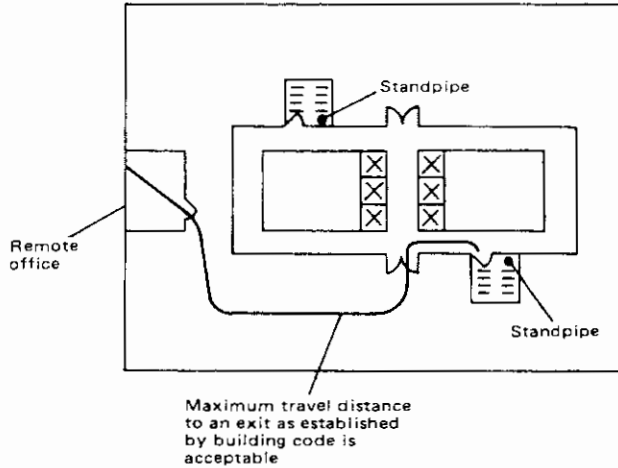 Standpipe
Remote
office
Standpipe
Maximum travel distance
to an exit as established
by building code is
acceptable